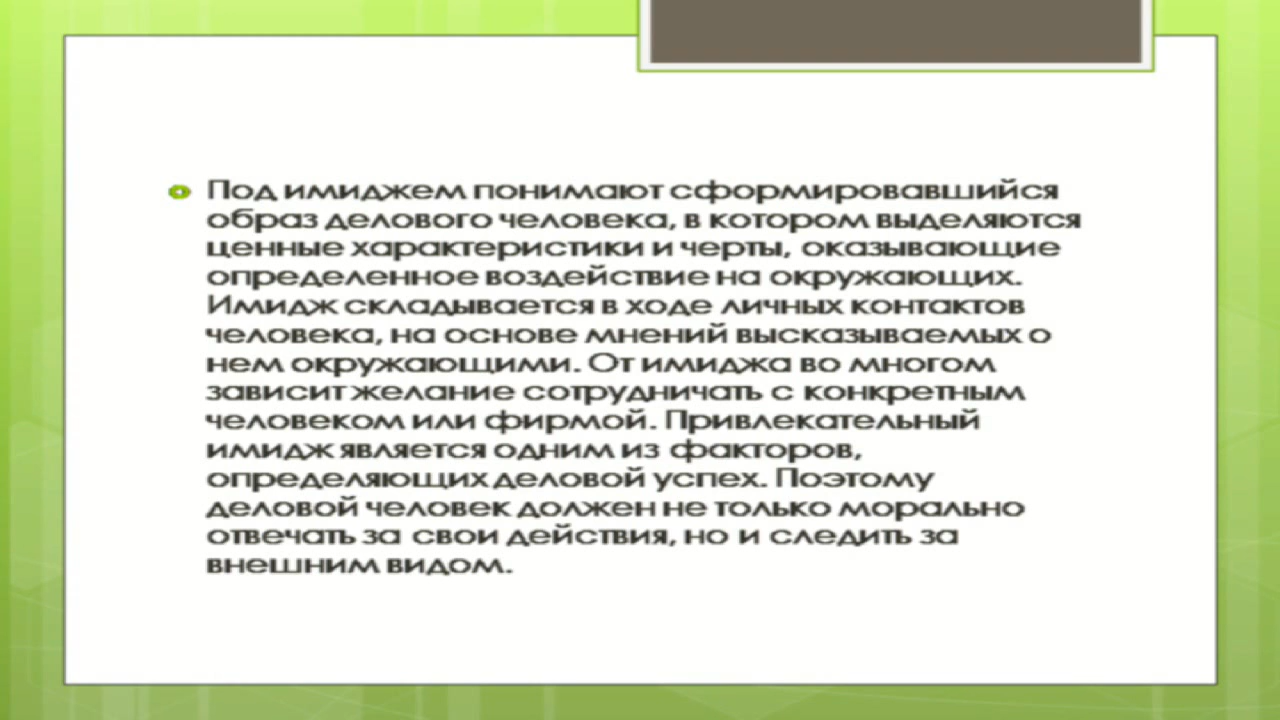 Под имиджем понимают сформировавшийся
образ делового человека, в котором выделяются
ценные характеристики и черты, оказывающие
определенное воздействие на окружающих.
Имидж складывается в ходе личных контактов
человека, на основе мнений высказываемых о
нем окружающими. От имиджа во многом
зависит желание сотрудничать с конкретным
человеком или фирмой. Привлекательный
имидж является одним из факторов,
определяющих деловой успех. Поэтому
деловой человек должен не только морально
отвечать за свои действия, но и следить за
внешним видом.